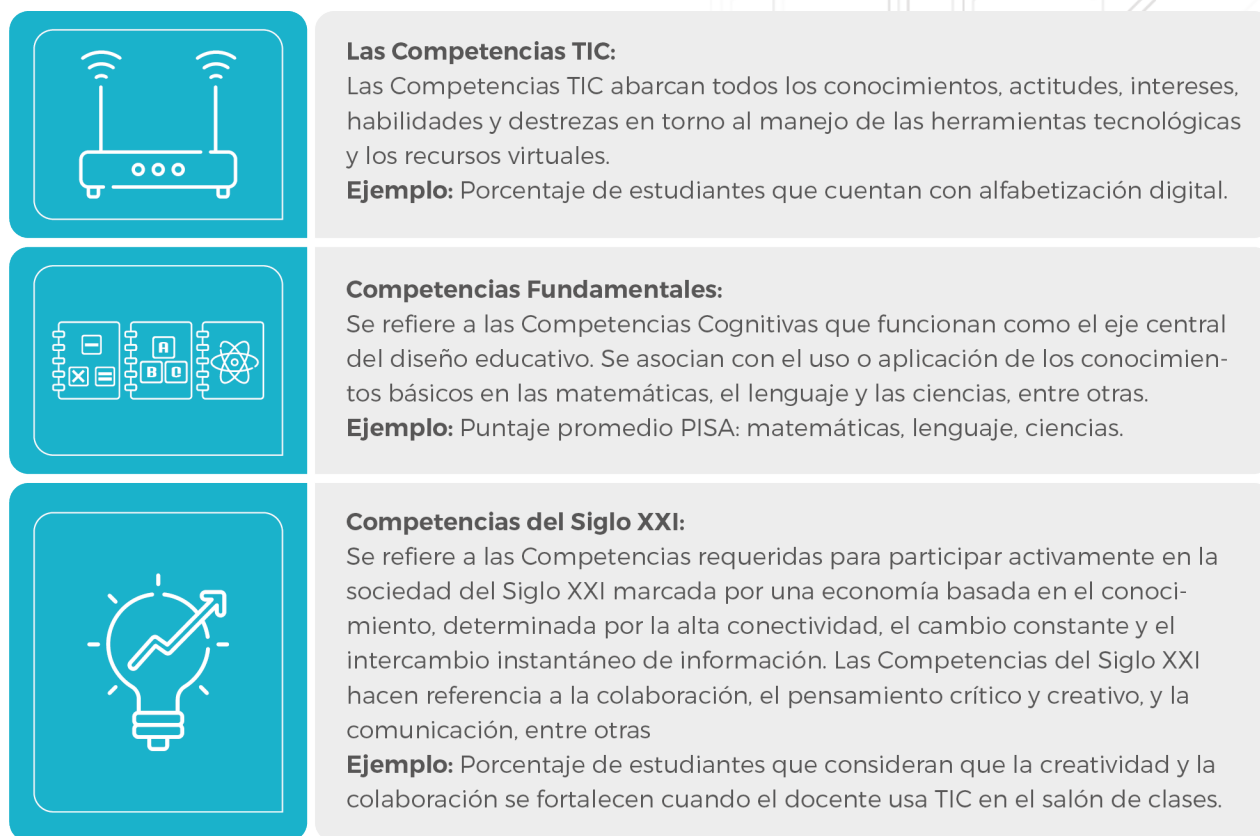 Las Competencias TIC:
Las Competencias TIC abarcan todos los conocimientos, actitudes, intereses,
habilidades y destrezas en torno al manejo de las herramientas tecnológicas
y los recursos virtuales.
Ejemplo: Porcentaje de estudiantes que cuentan con alfabetización digital.
A
B C
Competencias Fundamentales:
Se refiere a las Competencias Cognitivas que funcionan como el eje central
del diseño educativo. Se asocian con el uso o aplicación de los conocimien-
tos básicos en las matemáticas, el lenguaje y las ciencias, entre otras.
Ejemplo: Puntaje promedio PISA: matemáticas, lenguaje, ciencias.
Competencias del Siglo XXI:
Se refiere a las Competencias requeridas para participar activamente en la
sociedad del Siglo XXI marcada por una economía basada en el conoci-
miento, determinada por la alta conectividad, el cambio constante y el
intercambio instantáneo de información. Las Competencias del Siglo XXI
hacen referencia a la colaboración, el pensamiento crítico y creativo, y la
comunicación, entre otras
Ejemplo: Porcentaje de estudiantes que consideran que la creatividad y la
colaboración se fortalecen cuando el docente usa TIC en el salón de clases.